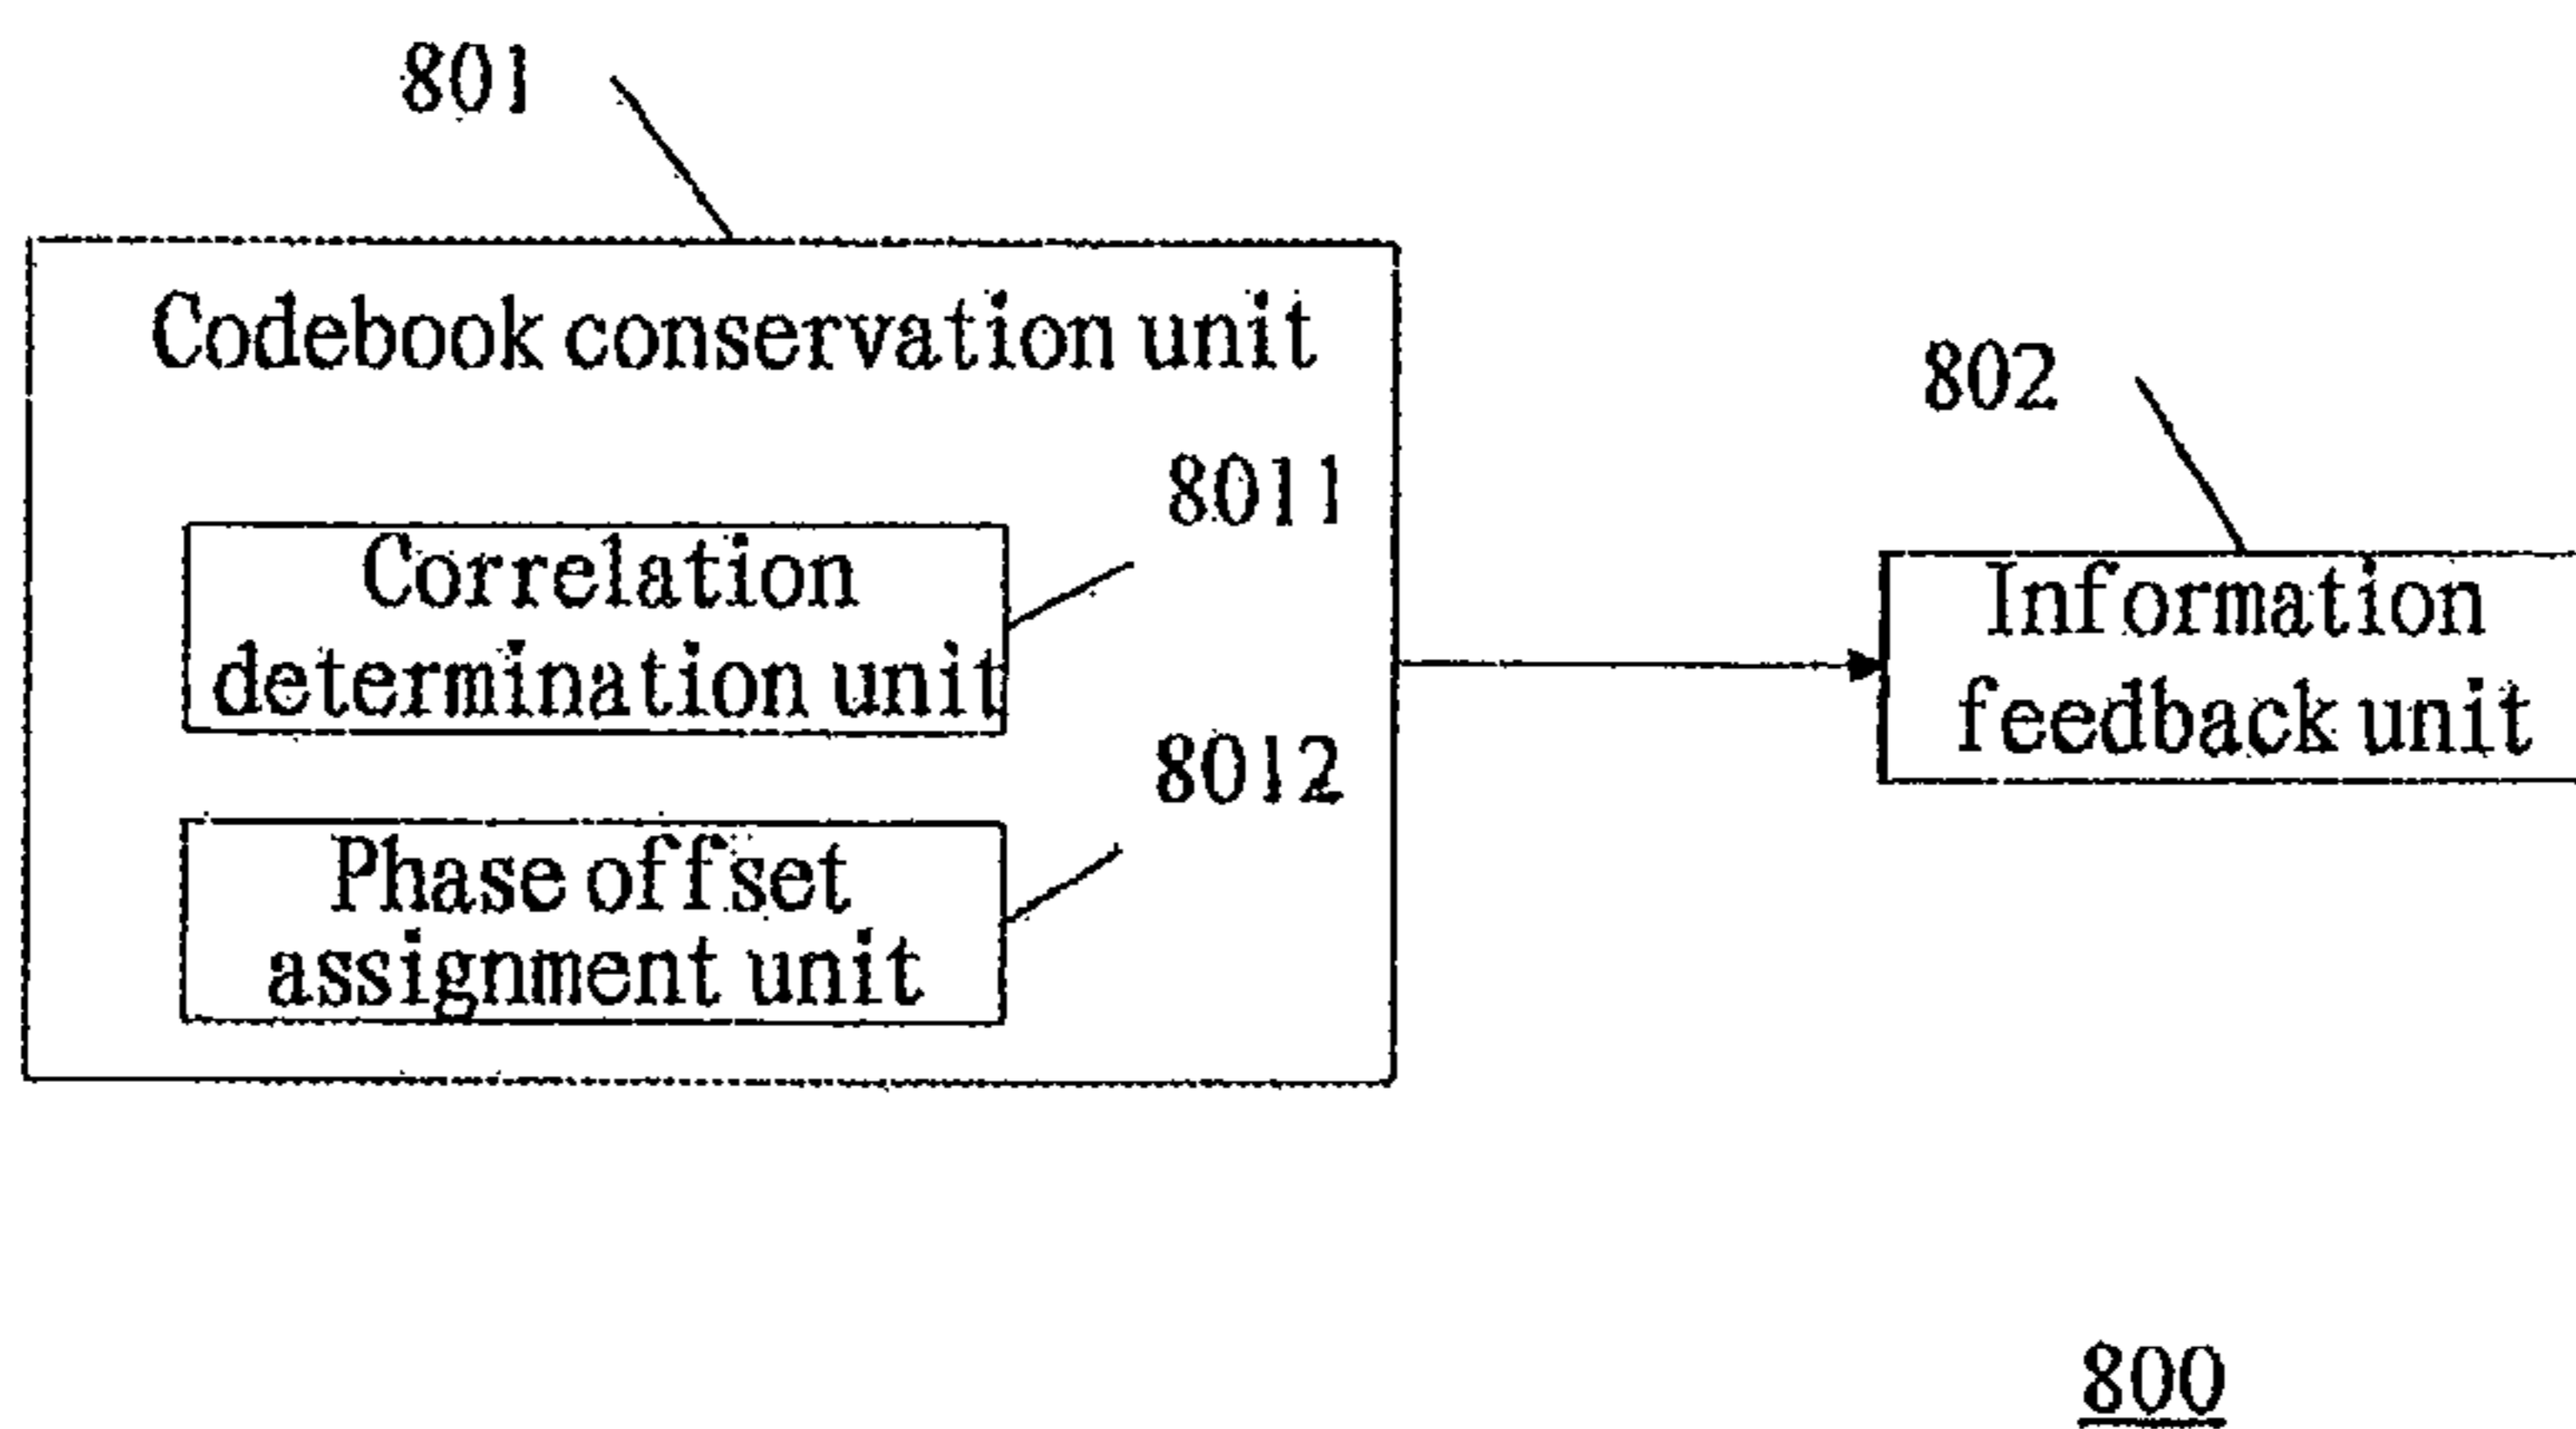 801
Codebook conservation unit
802
8011
Correlation
determination unit
Information
feedback unit
8012
Phase offset
assignment unit
800